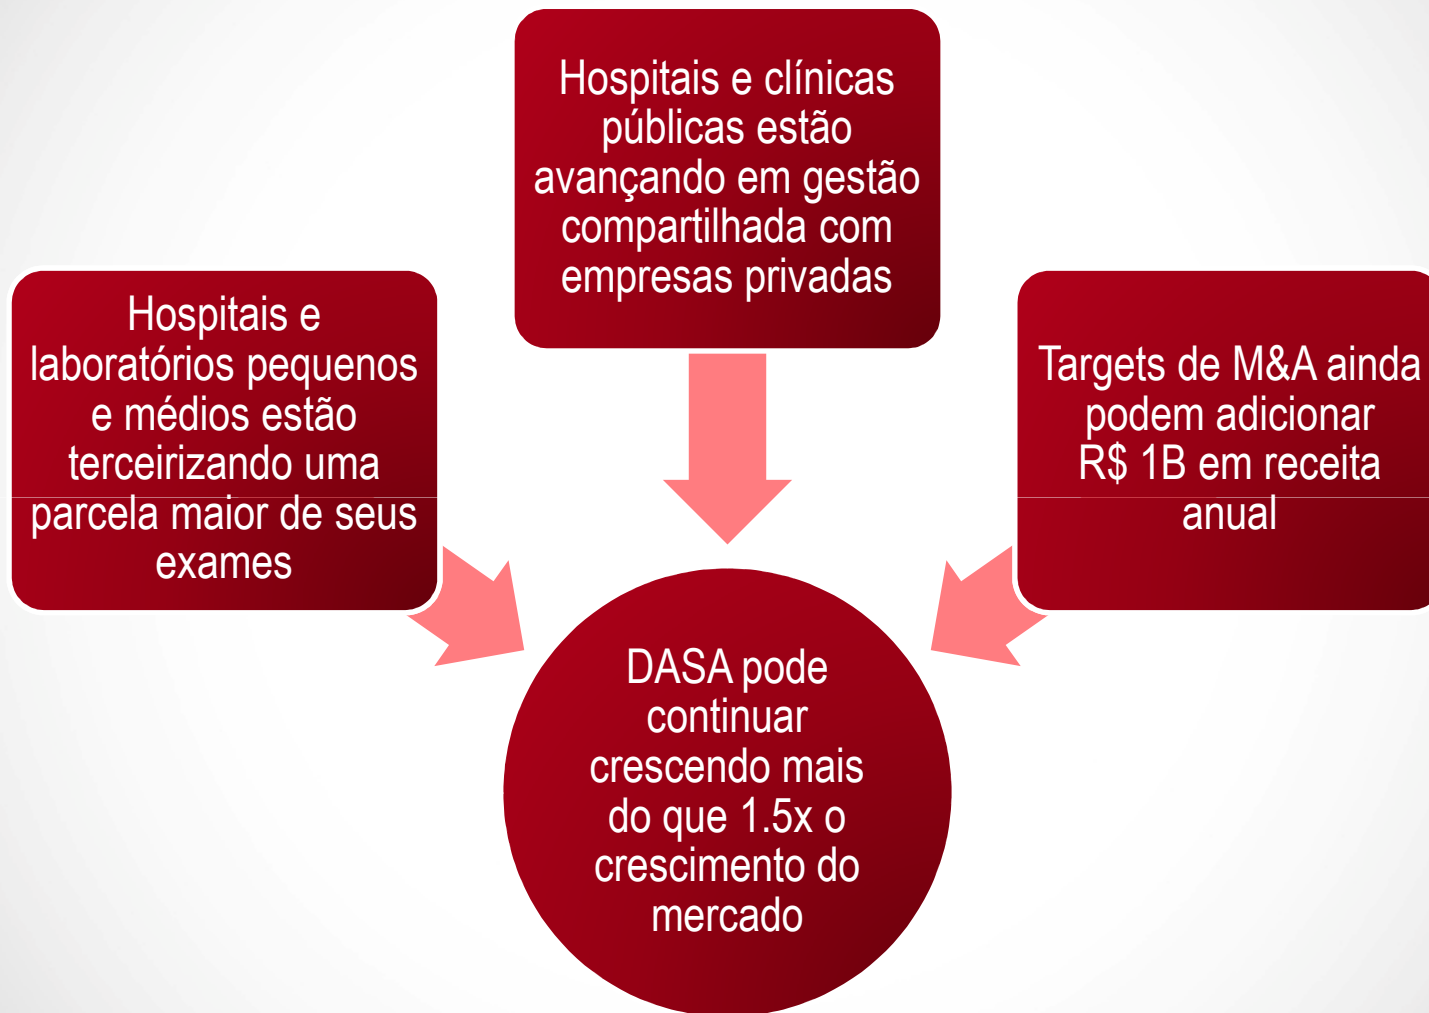 Hospitais e clínicas
públicas estão
avançando em gestão
compartilhada com
empresas privadas
Hospitais e
laboratórios pequenos
e médios estão
terceirizando uma
parcela maior de seus
exames
Targets de M&A ainda
podem adicionar
R$ 1B em receita
anual
DASA pode
continuar
crescendo mais
do que 1.5x o
crescimento do
mercado